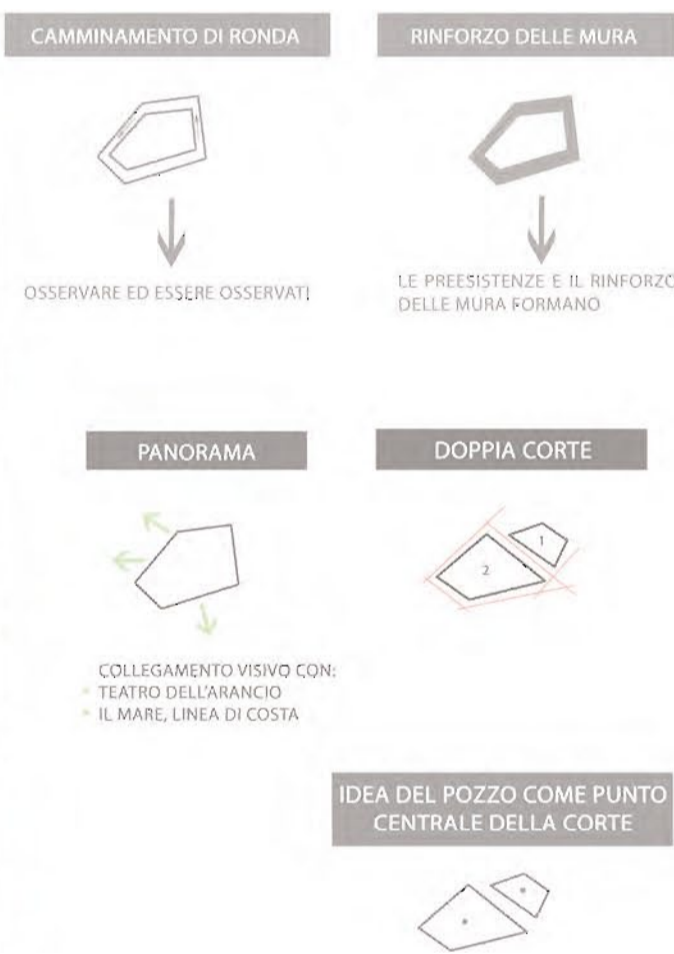 CAMMINAMENTO DI RONDA
RINFORZO DELLE MURA
OSSERVARE ED ESSERE OSSERVATI
LE PREESISTENZE E IL RINFORZO
DELLE MURA FORMANO
PANORAMA
DOPPIA CORTE
1
2
COLLEGAMENTO VISIVO CON:
TEATRO DELL'ARANCIO
IL MARE, LINEA DI COSTA
IDEA DEL POZZO COME PUNTO
CENTRALE DELLA CORTE